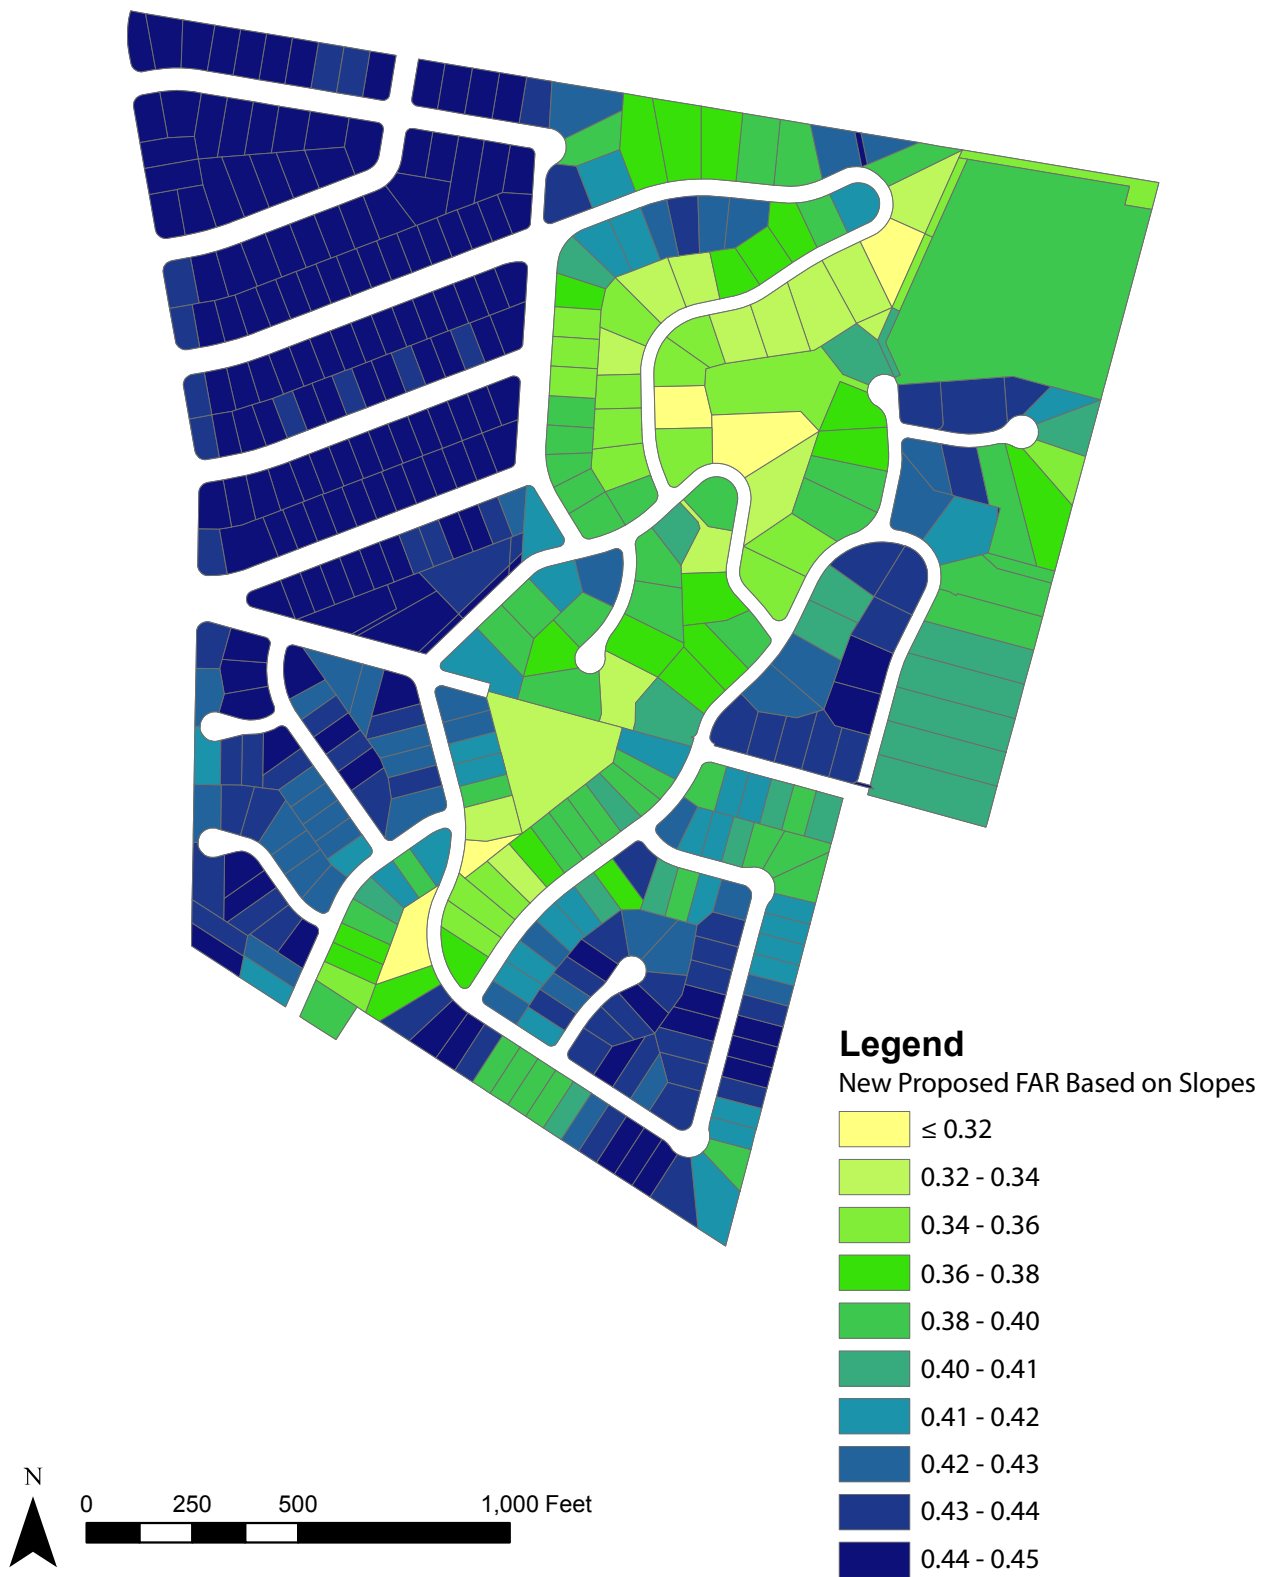 Legend
New Proposed FAR Based on Slopes
≤ 0.32
0.32 - 0.34
0.34 - 0.36
0.36 - 0.38
0.38 - 0.40
0.40 - 0.41
0.41 - 0.42
0.42 - 0.43
0.43 - 0.44
0.44 - 0.45
N
0 250 500 1,000 Feet